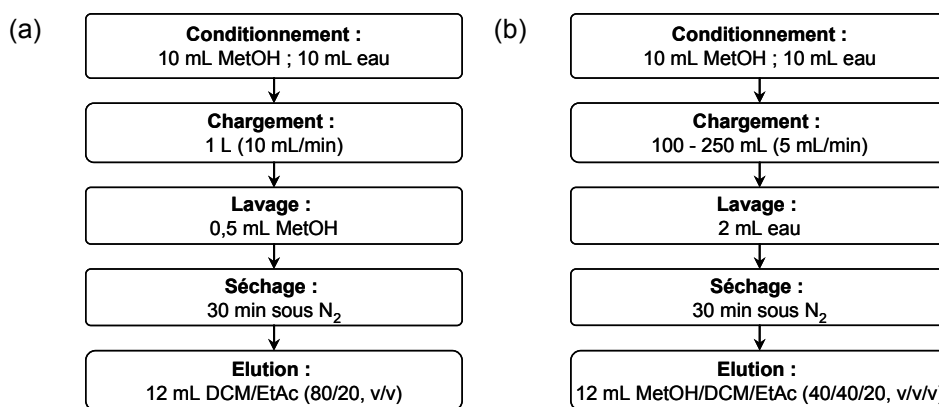 (a)
Conditionnement :
10 mL MetOH ; 10 mL eau
Chargement :
1 L (10 mL/min)
Lavage :
0,5 mL MetOH
Séchage :
30 min sous N₂
Elution :
12 mL DCM/EtAc (80/20, v/v)
(b)
Conditionnement :
10 mL MetOH ; 10 mL eau
Chargement :
100 - 250 mL (5 mL/min)
Lavage :
2 mL eau
Séchage :
30 min sous N₂
Elution :
12 mL MetOH/DCM/EtAc (40/40/20, v/v/v)